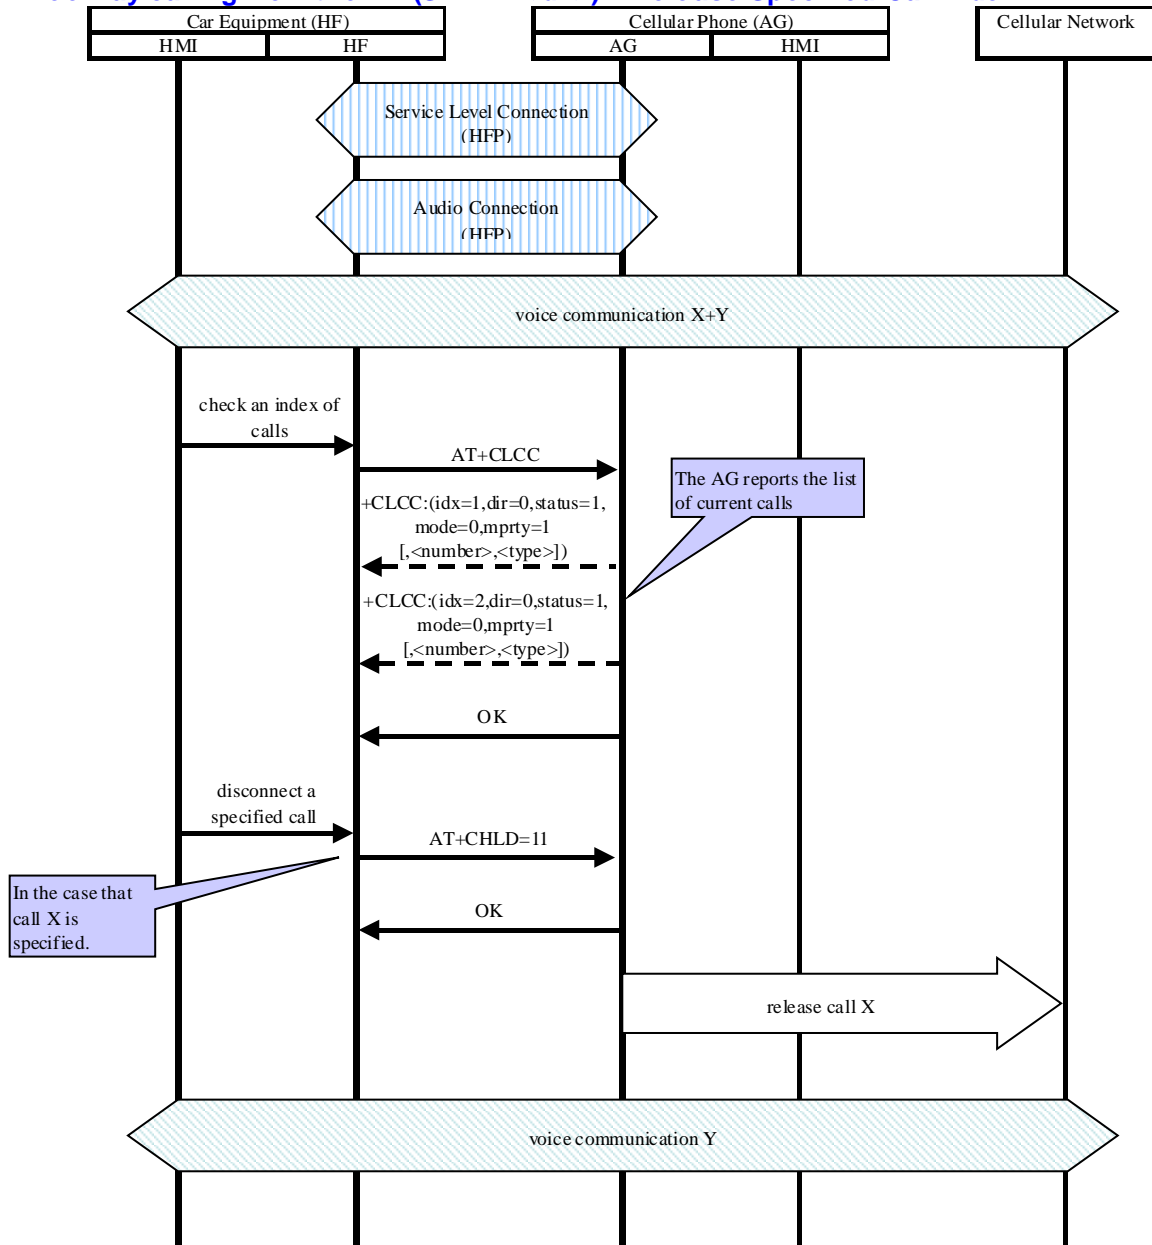 Car Equipment (HF)
Cellular Phone (AG)
Cellular Network
HMI
HF
AG
HMI
Service Level Connection
(HFP)
Audio Connection
(HFP)
voice communication X+Y
check an index of
calls
AT+CLCC
The AG reports the list
of current calls
+CLCC:(idx=1,dir=0,status=1,
mode=0,mprty=1
[,<number>,<type>])
+CLCC:(idx=2,dir=0,status=1,
mode=0,mprty=1
[,<number>,<type>])
OK
disconnect a
specified call
AT+CHLD=11
In the case that
call X is
specified.
OK
release call X
voice communication Y